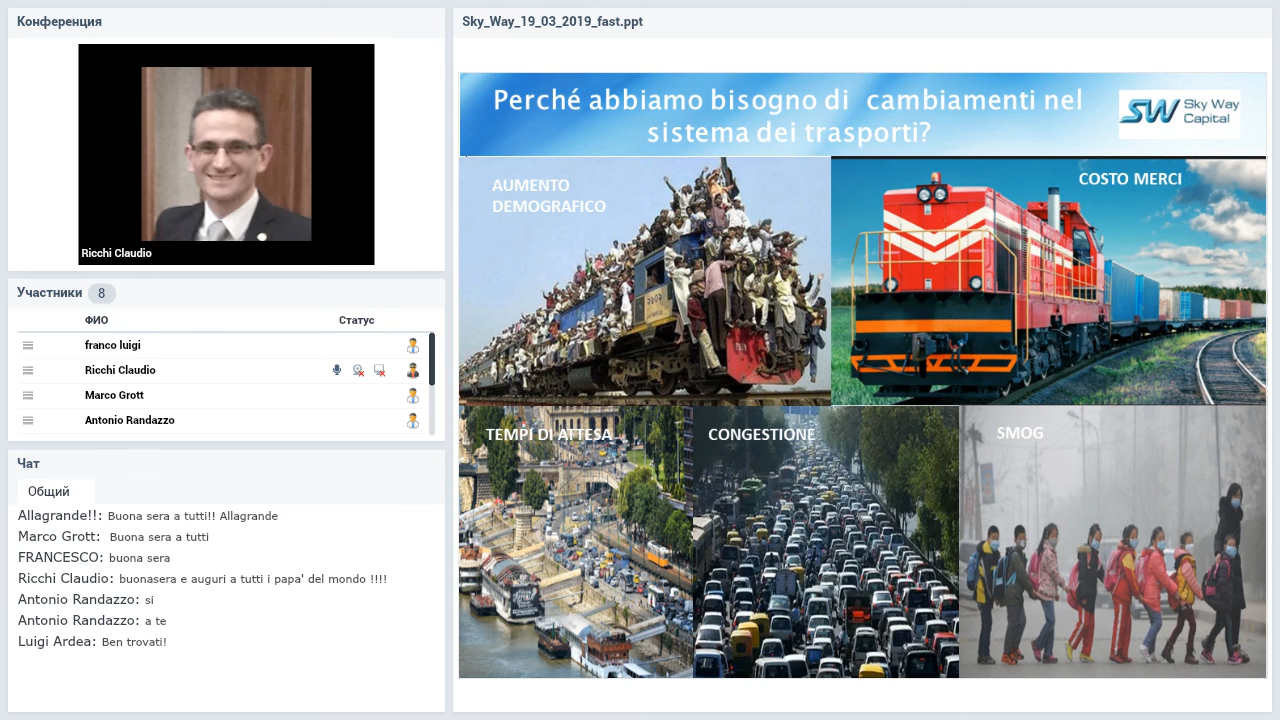 Конференция
Ricchi Claudio
Участники 8
ФИО Статус
franco luigi
Ricchi Claudio
Marco Grott
Antonio Randazzo
Чат
Общий
Allagrande!!: Buona sera a tutti!! Allagrande
Marco Grott: Buona sera a tutti
FRANCESCO: buona sera
Ricchi Claudio: buonasera e auguri a tutti i papa' del mondo !!!!
Antonio Randazzo: si
Antonio Randazzo: a te
Luigi Ardea: Ben trovati!
Sky_Way_19_03_2019_fast.ppt
Perché abbiamo bisogno di cambiamenti nel
sistema dei trasporti?
SW Sky Way
Capital
AUMENTO
DEMOGRAFICO
COSTO MERCI
TEMPI DI ATTESA
CONGESTIONE
SMOG